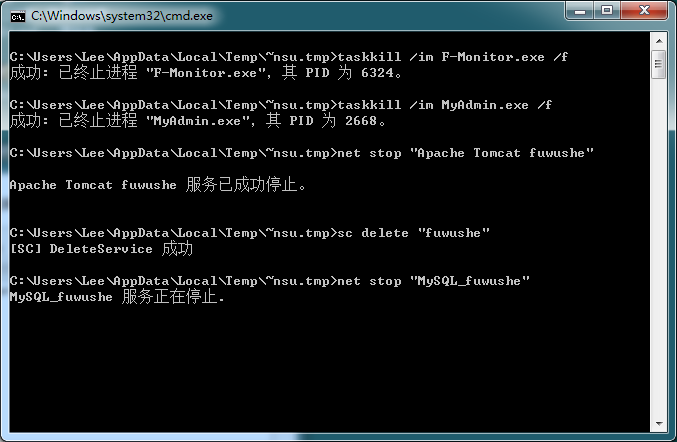 C:\Windows\system32\cmd.exe
C:\Users\Lee\AppData\Local\Temp\~nsu.tmp>taskkill /im F-Monitor.exe /f
成功: 已终止进程 "F-Monitor.exe"，其 PID 为 6324。
C:\Users\Lee\AppData\Local\Temp\~nsu.tmp>taskkill /im MyAdmin.exe /f
成功: 已终止进程 "MyAdmin.exe"，其 PID 为 2668。
C:\Users\Lee\AppData\Local\Temp\~nsu.tmp>net stop "Apache Tomcat fuwushe"
Apache Tomcat fuwushe 服务已成功停止。
C:\Users\Lee\AppData\Local\Temp\~nsu.tmp>sc delete "fuwushe"
[SC] DeleteService 成功
C:\Users\Lee\AppData\Local\Temp\~nsu.tmp>net stop "MySQL_fuwushe"
MySQL_fuwushe 服务正在停止.